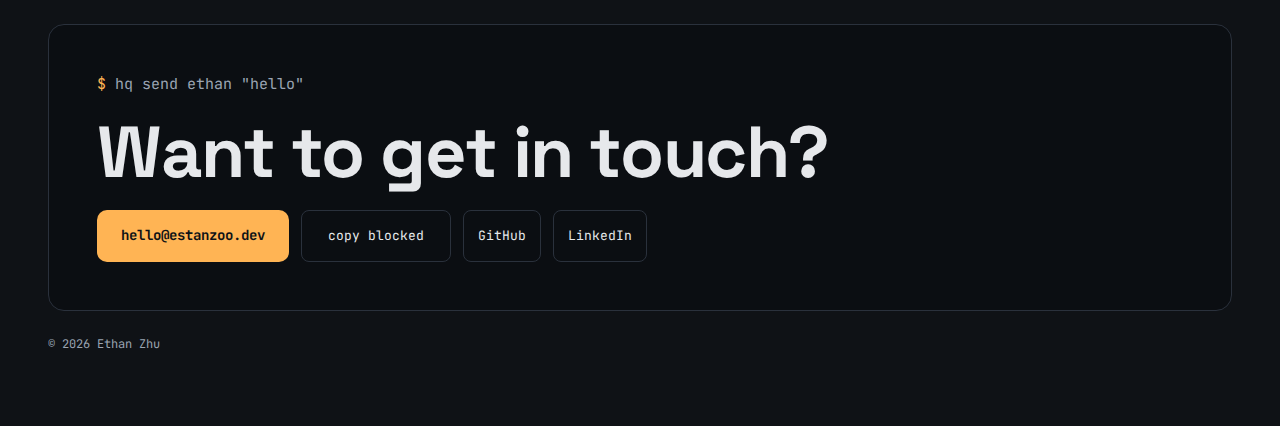 $ hq send ethan "hello"
Want to get in touch?
hello@estanzoo.dev copy blocked GitHub LinkedIn
© 2026 Ethan Zhu